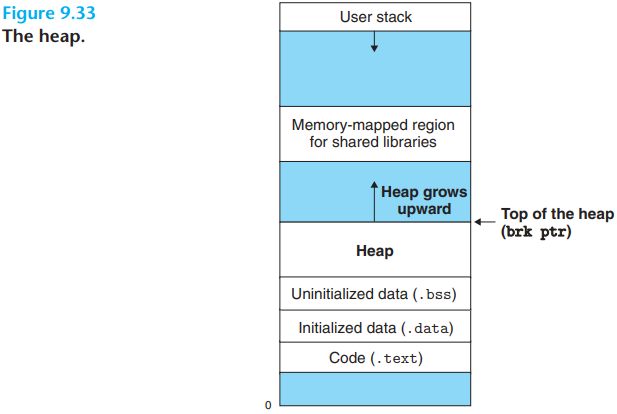 Figure 9.33
The heap.
User stack
Memory-mapped region
for shared libraries
Heap grows
upward
Top of the heap
(brk ptr)
Heap
Uninitialized data (.bss)
Initialized data (.data)
Code (.text)
0